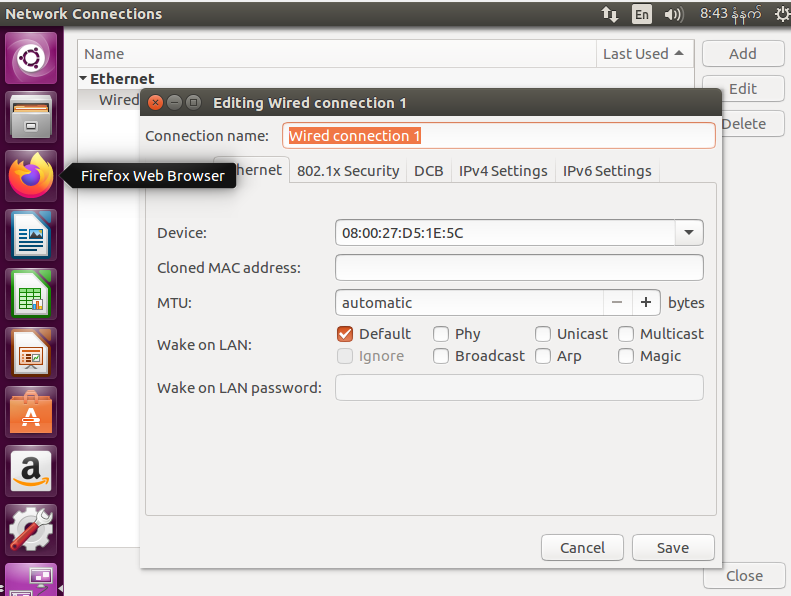 Network Connections
En
8:43 နံနက်
Name
Last Used
Add
Ethernet
Edit
Wired
Editing Wired connection 1
Delete
Connection name:
Wired connection 1
Firefox Web Browser
hernet
802.1x Security
DCB
IPv4 Settings
IPv6 Settings
Device:
08:00:27:D5:1E:5C
Cloned MAC address:
MTU:
automatic
bytes
Wake on LAN:
Default
Phy
Unicast
Multicast
Ignore
Broadcast
Arp
Magic
Wake on LAN password:
Cancel
Save
Close